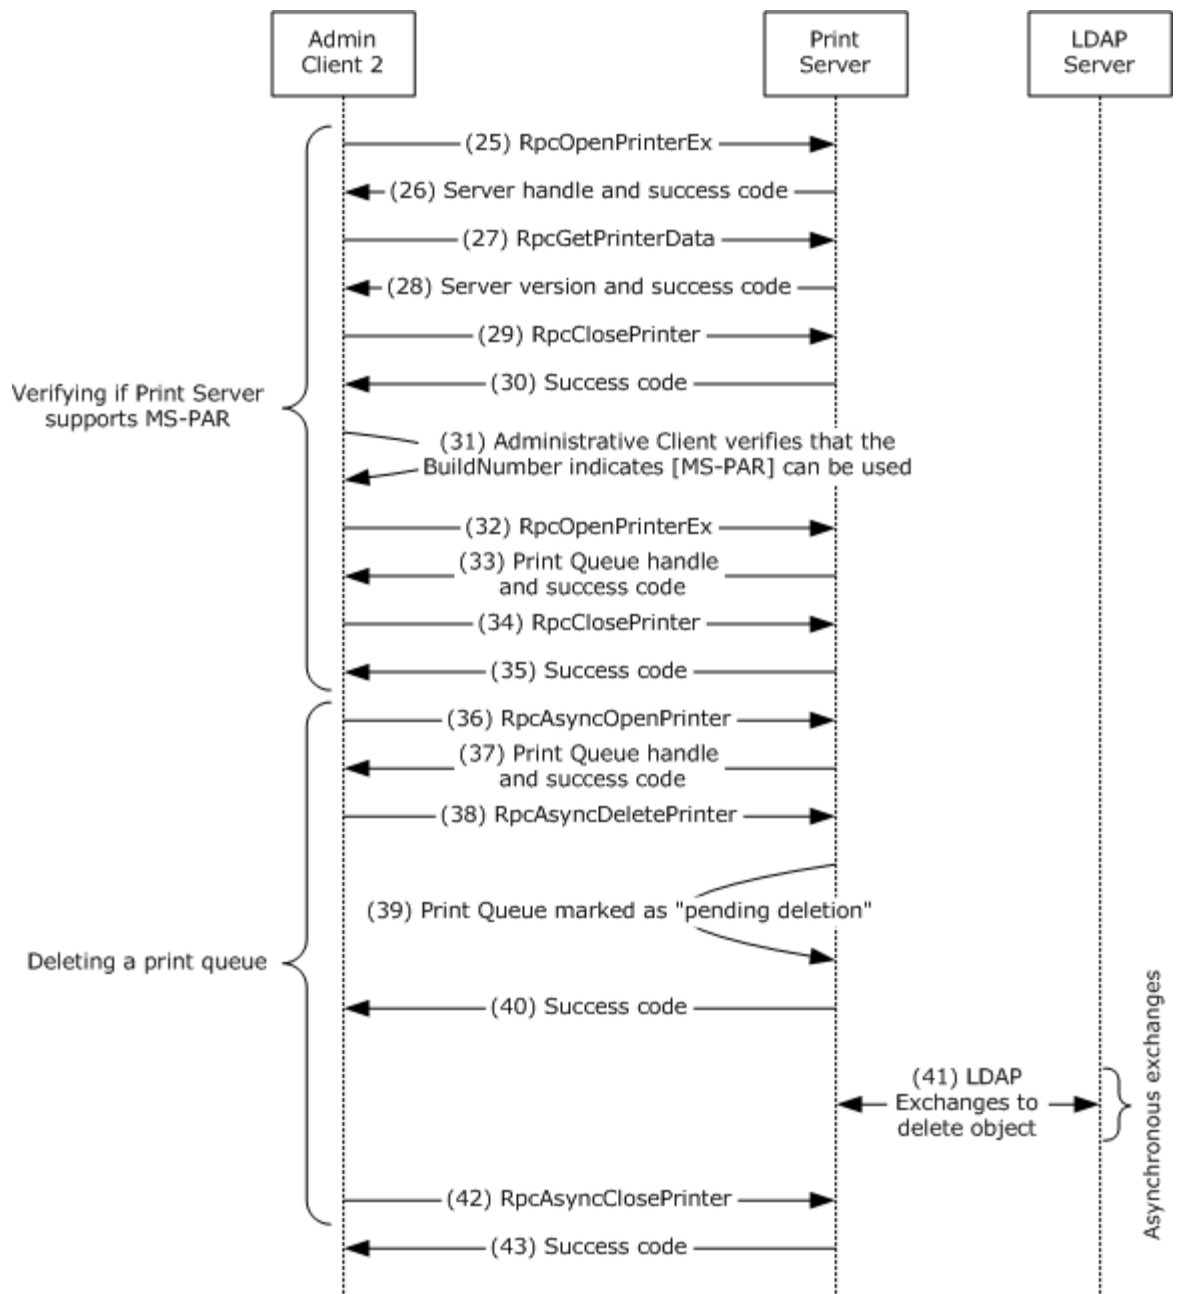 Admin
Client 2
Print
Server
LDAP
Server
(25) RpcOpenPrinterEx
(26) Server handle and success code
(27) RpcGetPrinterData
(28) Server version and success code
(29) RpcClosePrinter
(30) Success code
Verifying if Print Server
supports MS-PAR
(31) Administrative Client verifies that the
BuildNumber indicates [MS-PAR] can be used
(32) RpcOpenPrinterEx
(33) Print Queue handle
and success code
(34) RpcClosePrinter
(35) Success code
(36) RpcAsyncOpenPrinter
(37) Print Queue handle
and success code
(38) RpcAsyncDeletePrinter
(39) Print Queue marked as "pending deletion"
Deleting a print queue
(40) Success code
(41) LDAP
Exchanges to
delete object
Asynchronous exchanges
(42) RpcAsyncClosePrinter
(43) Success code